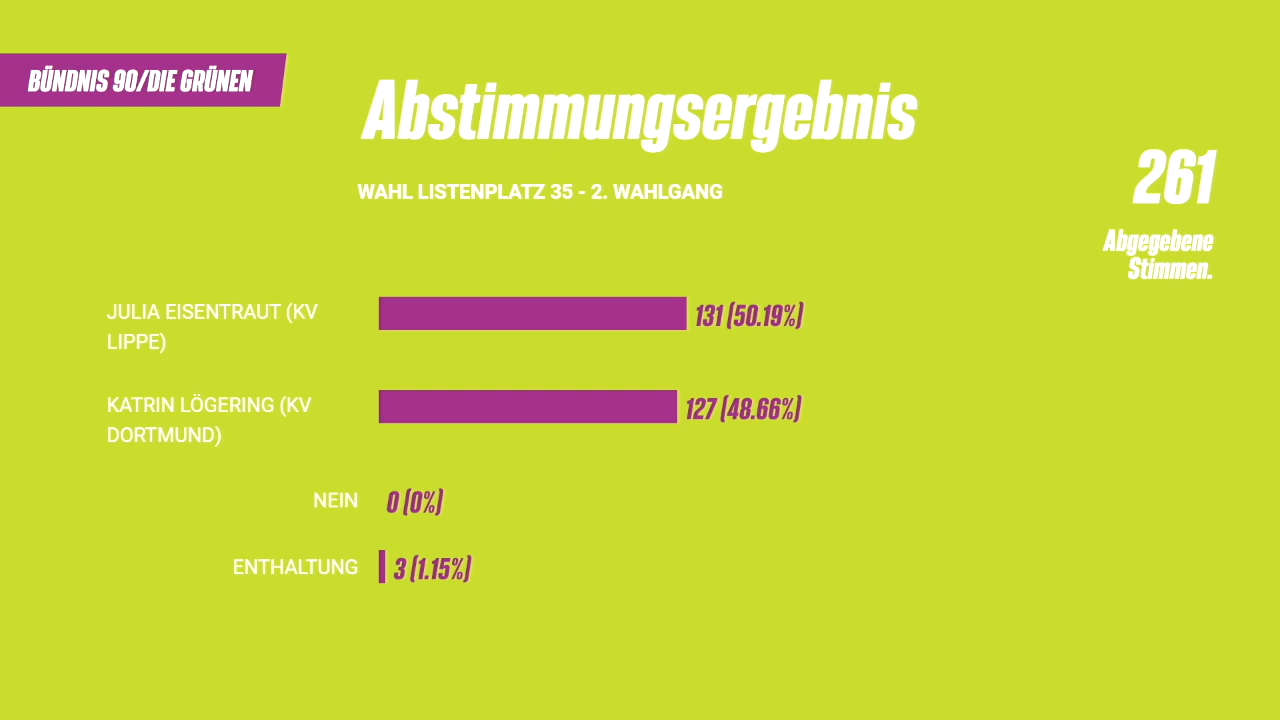 BÜNDNIS 90/DIE GRÜNEN
Abstimmungsergebnis
261
Abgegebene
Stimmen.
WAHL LISTENPLATZ 35 - 2. WAHLGANG
JULIA EISENTRAUT (KV
LIPPE)
131 (50.19%)
KATRIN LÖGERING (KV
DORTMUND)
127 (48.66%)
NEIN
0 (0%)
ENTHALTUNG
3 (1.15%)